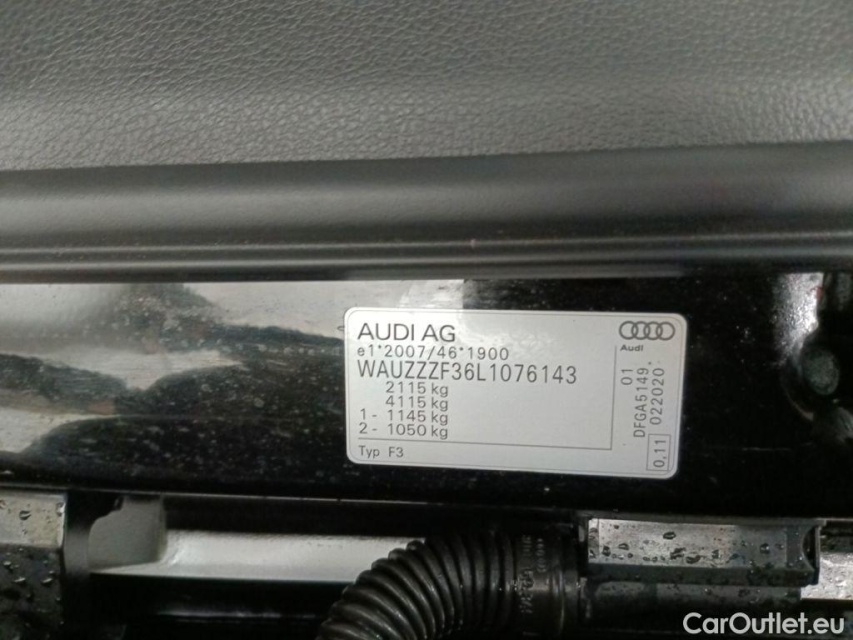 AUDI AG
e1*2007/46*1900
WAUZZZF36L1076143
2115 kg
4115 kg
1 - 1145 kg
2 - 1050 kg
Typ F3
Audi
01
DFGA5149*
022020*
0,11
CarOutlet.eu